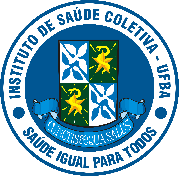 INSTITUTO DE SAÚDE COLETIVA - UFBA
SAÚDE IGUAL PARA TODOS